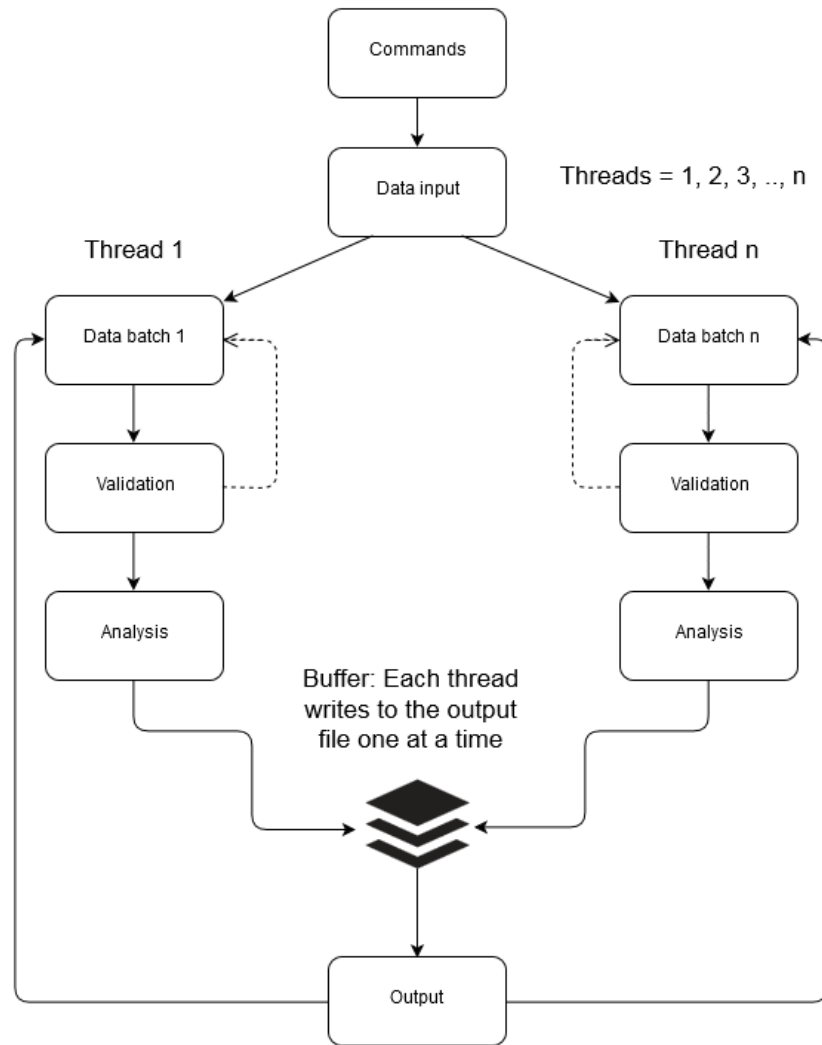 Commands
Data input
Threads = 1, 2, 3, .., n
Thread 1
Thread n
Data batch 1
Data batch n
Validation
Validation
Analysis
Analysis
Buffer: Each thread
writes to the output
file one at a time
Output